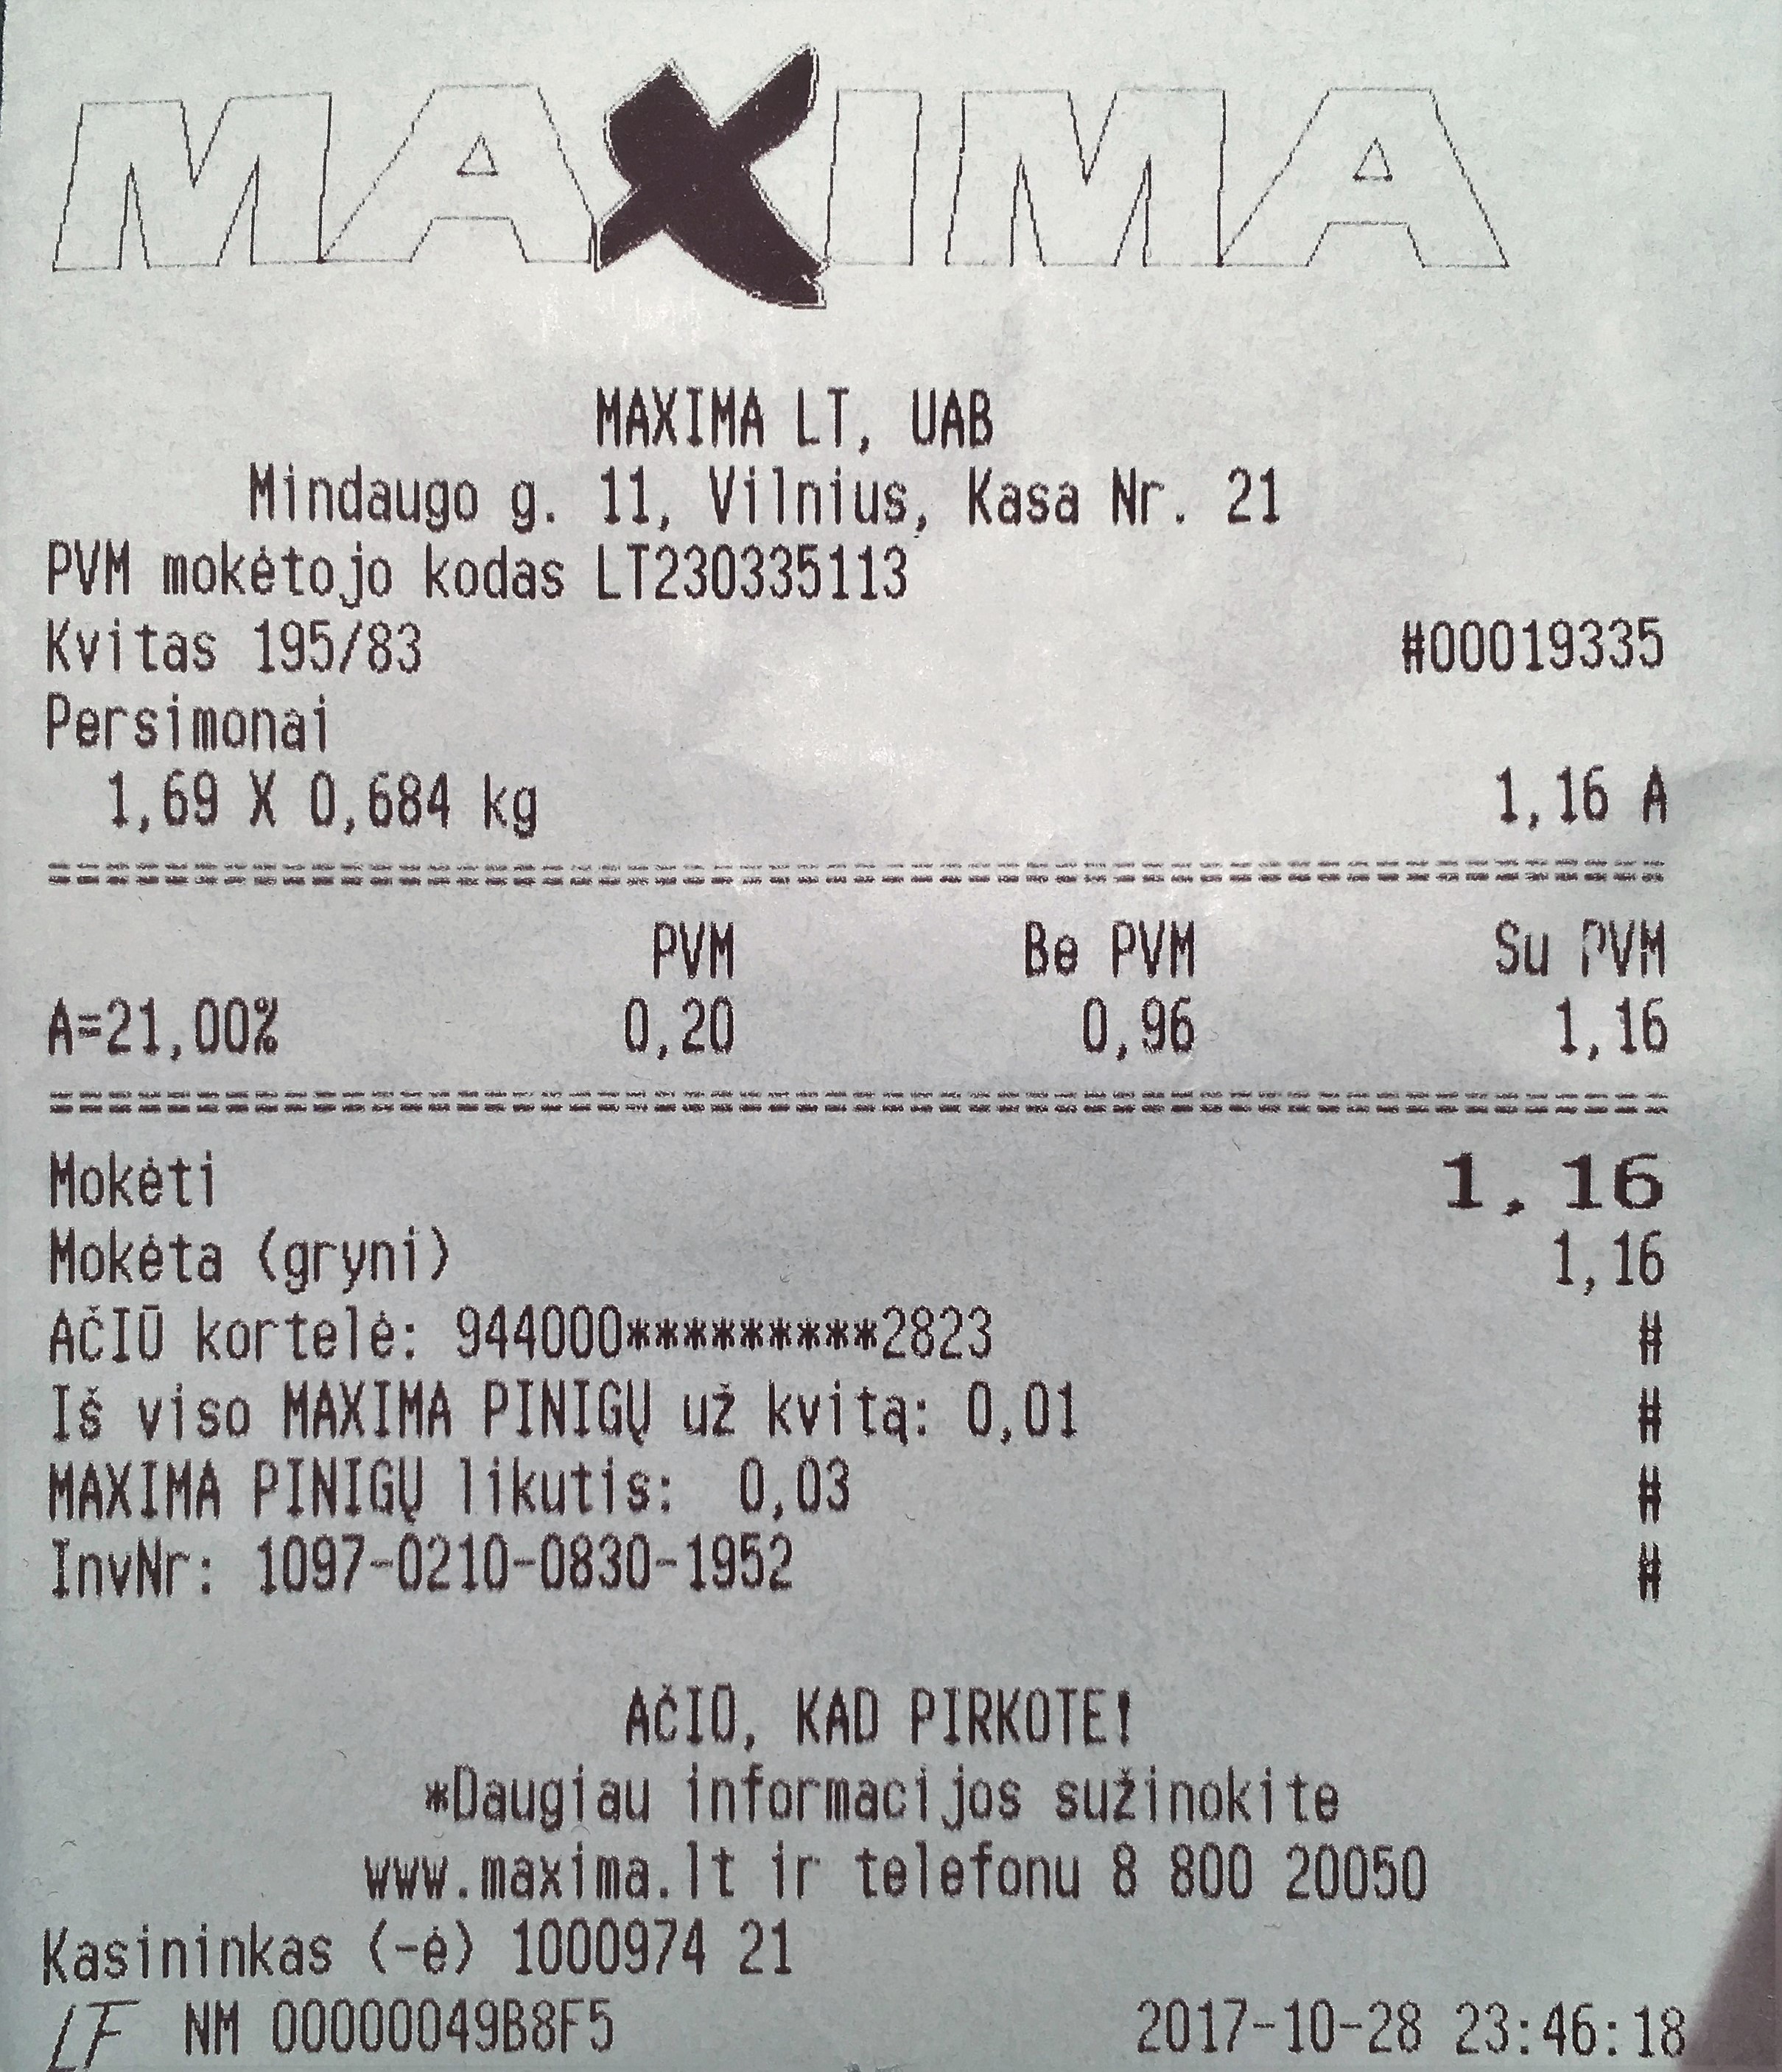 MAXIMA
MAXIMA LT, UAB
Mindaugo g. 11, Vilnius, Kasa Nr. 21
PVM mokėtojo kodas LT230335113
Kvitas 195/83 #00019335
Persimonai
1,69 X 0,684 kg 1,16 A
PVM Be PVM Su PVM
A=21,00% 0,20 0,96 1,16
Mokėti 1,16
Mokėta (gryni) 1,16
AČIŪ kortelė: 944000*********2823 #
Iš viso MAXIMA PINIGŲ už kvitą: 0,01 #
MAXIMA PINIGŲ likutis: 0,03 #
InvNr: 1097-0210-0830-1952 #
AČIŪ, KAD PIRKOTE!
*Daugiau informacijos sužinokite
www.maxima.lt ir telefonu 8 800 20050
Kasininkas (-ė) 1000974 21
LF NM 00000049B8F5 2017-10-28 23:46:18